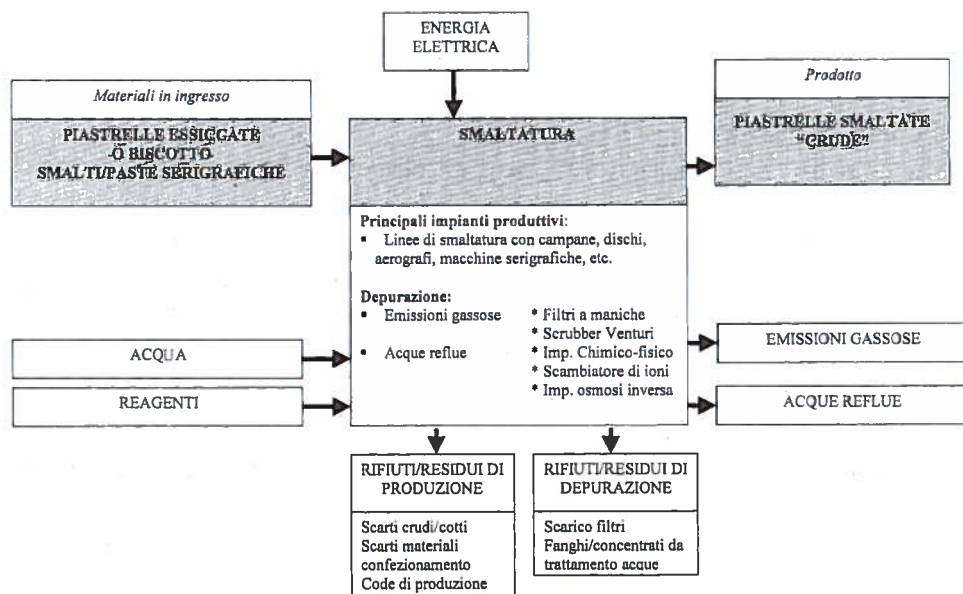 ENERGIA
ELETTRICA
Materiali in ingresso
PIASTRELLE ESSICCATE
O BISCOTTO
SMALTI/PASTE SERIGRAFICHE
SMALTATURA
Prodotto
PIASTRELLE SMALTATE
"CRUDE"
Principali impianti produttivi:
▪ Linee di smaltatura con campane, dischi,
aerografi, macchine serigrafiche, etc.
Depurazione:
▪ Emissioni gassose
▪ Acque reflue
* Filtri a maniche
* Scrubber Venturi
* Imp. Chimico-fisico
* Scambiatore di ioni
* Imp. osmosi inversa
ACQUA
REAGENTI
EMISSIONI GASSOSE
ACQUE REFLUE
RIFIUTI/RESIDUI DI
PRODUZIONE
Scarti crudi/cotti
Scarti materiali
confezionamento
Code di produzione
RIFIUTI/RESIDUI DI
DEPURAZIONE
Scarico filtri
Fanghi/concentrati da
trattamento acque